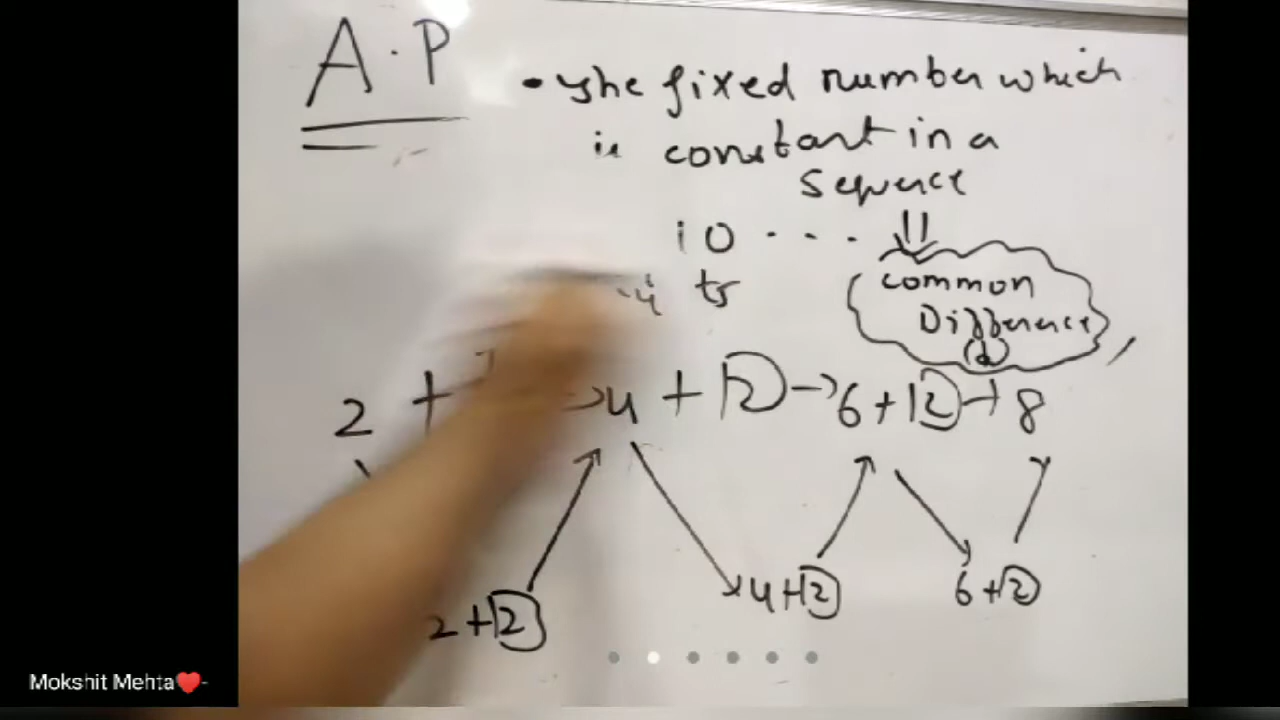 A.P
• The fixed number which
is constant in a
sequence
10 . . .
Common
Difference
(d)
2 + → 4 + 2 → 6 + 2 → 8
2 + 2
4 + 2
6 + 2
Mokshit Mehta❤️-